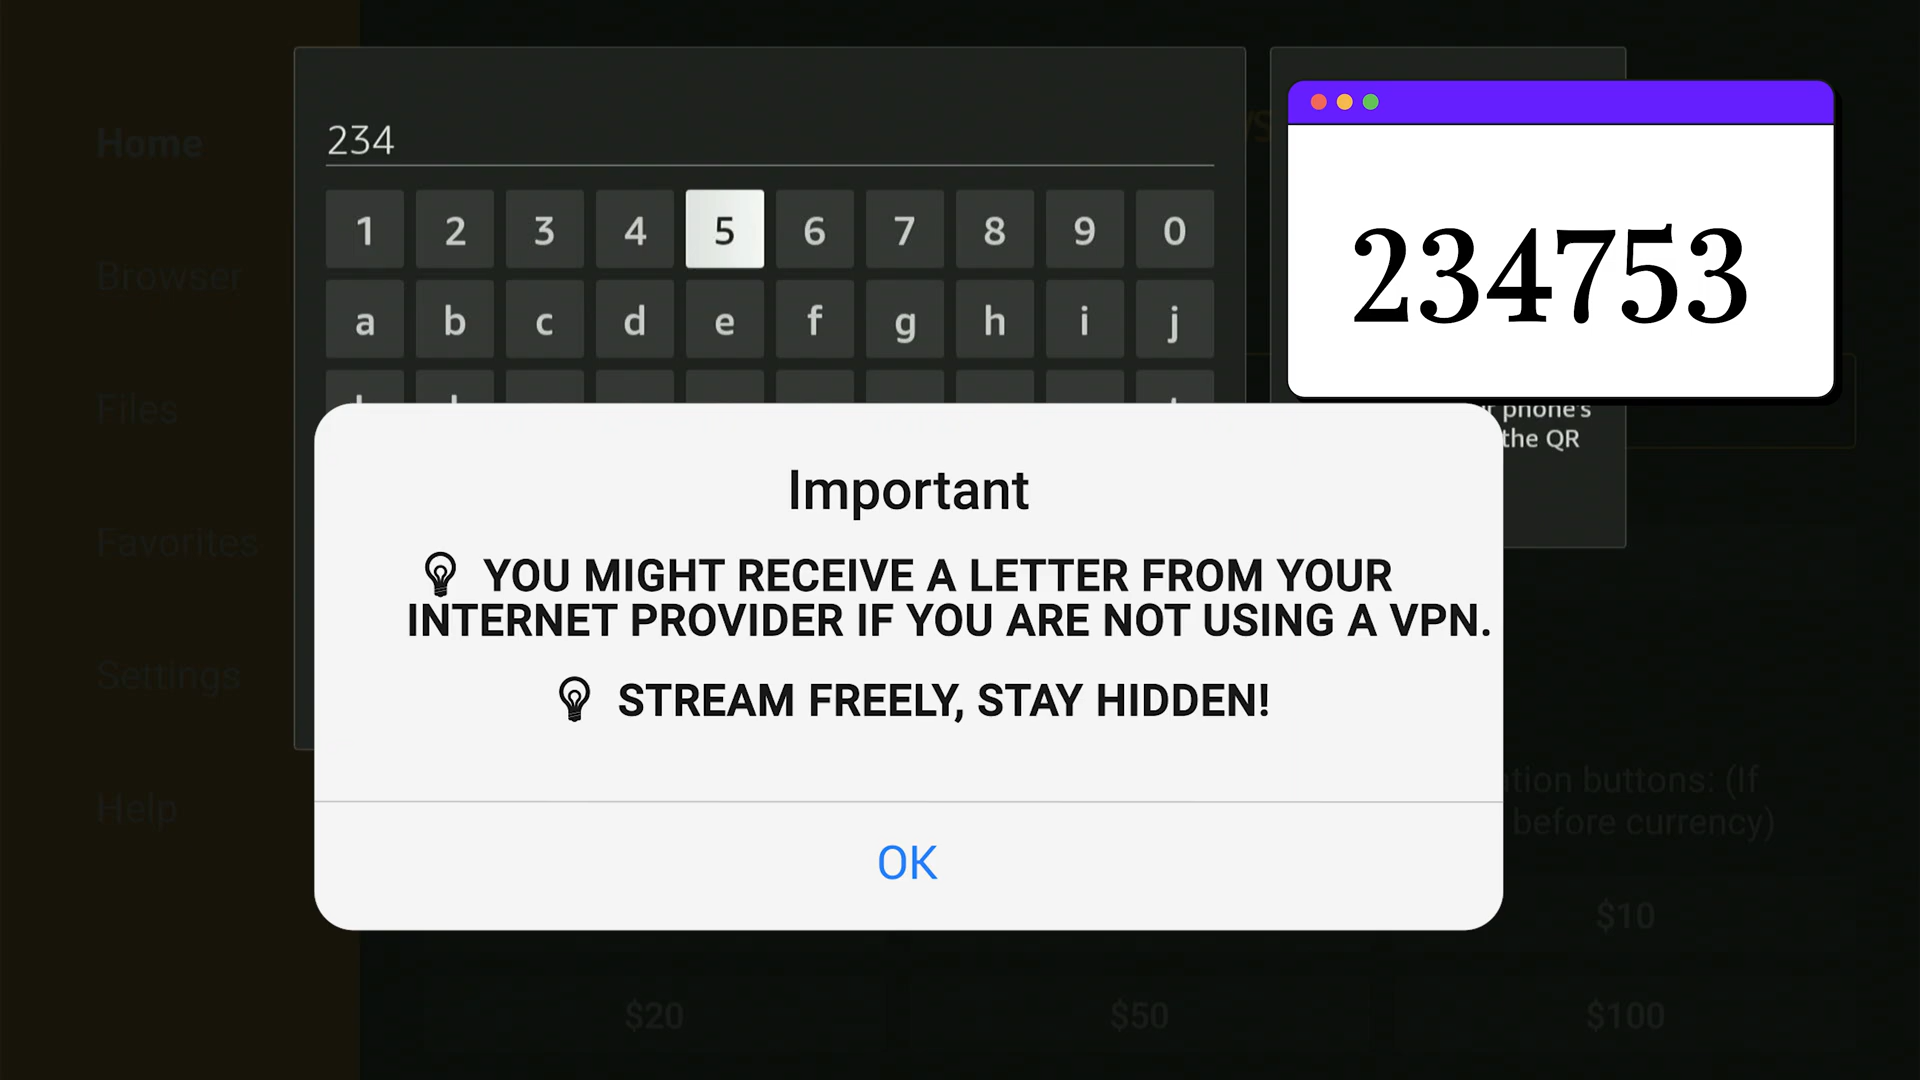 Home
Browser
Files
Favorites
Settings
Help
234
1 2 3 4 5 6 7 8 9 0
a b c d e f g h i j
234753
phone's
the QR
Important
YOU MIGHT RECEIVE A LETTER FROM YOUR
INTERNET PROVIDER IF YOU ARE NOT USING A VPN.
STREAM FREELY, STAY HIDDEN!
OK
buttons: (If
before currency)
$10
$20 $50 $100